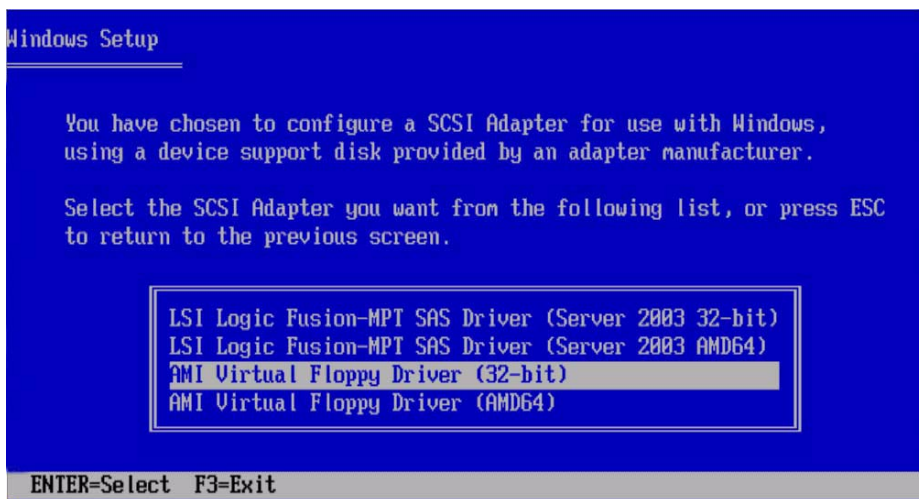 Windows Setup
You have chosen to configure a SCSI Adapter for use with Windows,
using a device support disk provided by an adapter manufacturer.
Select the SCSI Adapter you want from the following list, or press ESC
to return to the previous screen.
LSI Logic Fusion-MPT SAS Driver (Server 2003 32-bit)
LSI Logic Fusion-MPT SAS Driver (Server 2003 AMD64)
AMI Virtual Floppy Driver (32-bit)
AMI Virtual Floppy Driver (AMD64)
ENTER=Select  F3=Exit